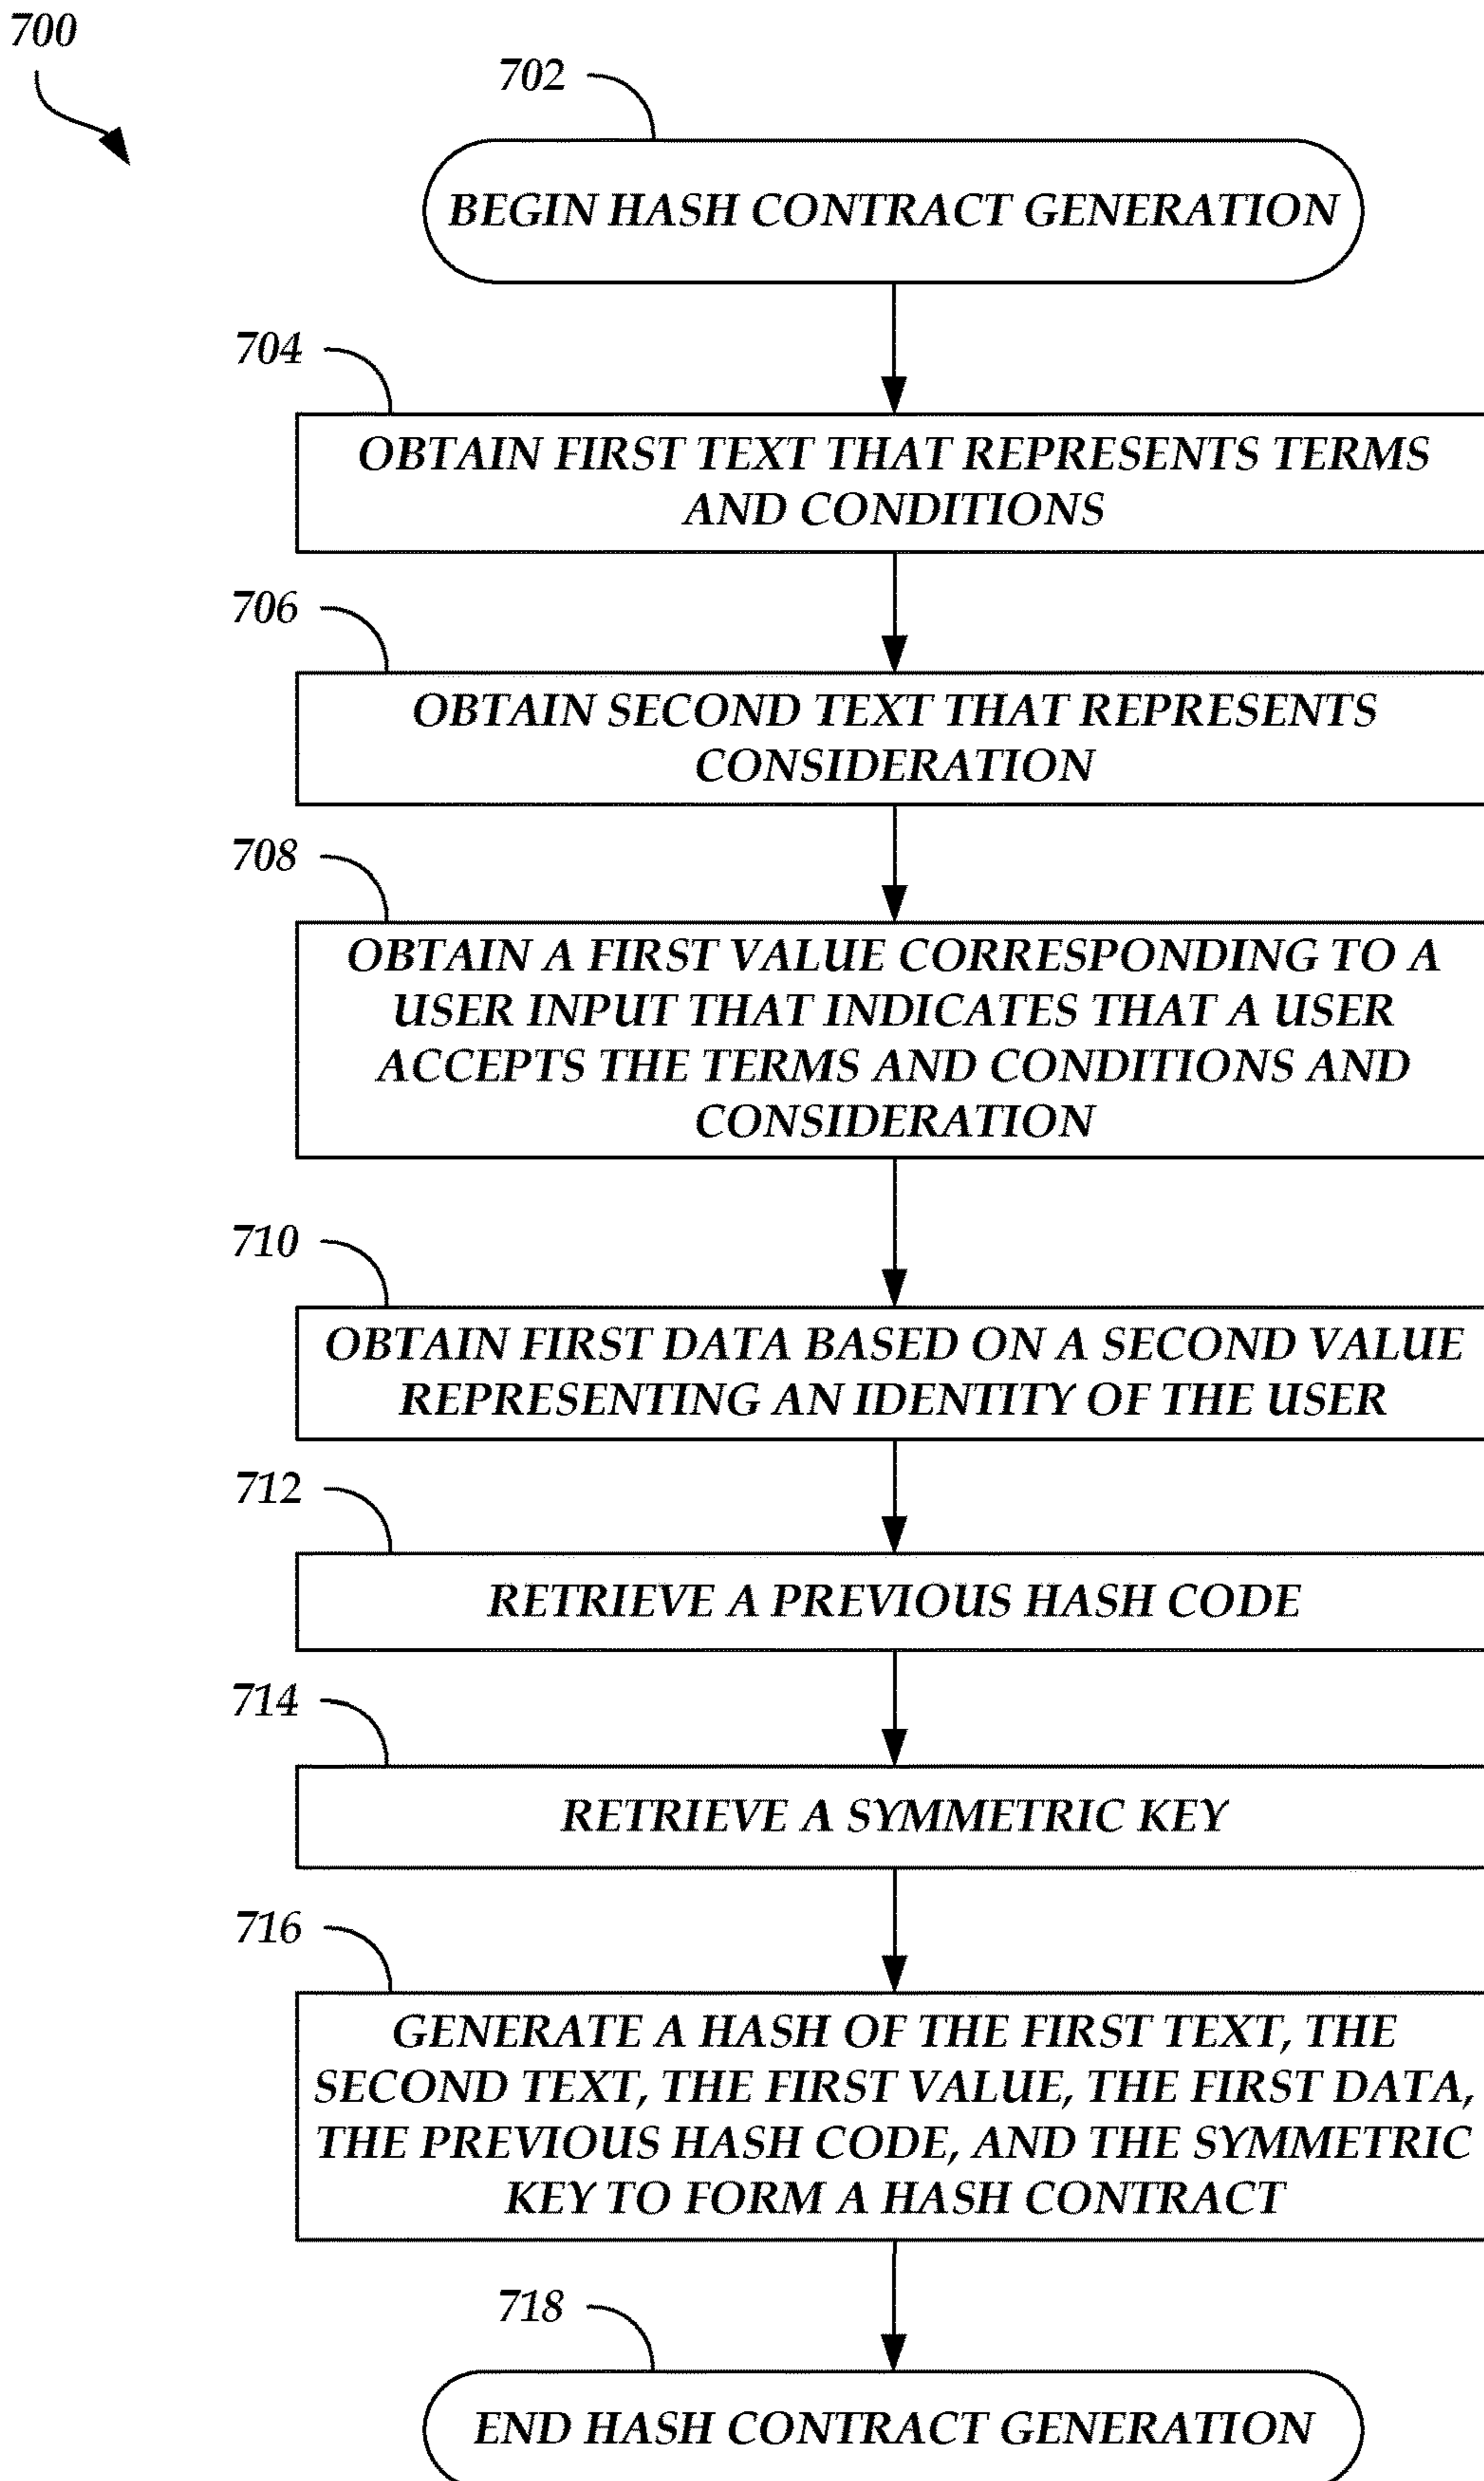 700
702
BEGIN HASH CONTRACT GENERATION
704
OBTAIN FIRST TEXT THAT REPRESENTS TERMS
AND CONDITIONS
706
OBTAIN SECOND TEXT THAT REPRESENTS
CONSIDERATION
708
OBTAIN A FIRST VALUE CORRESPONDING TO A
USER INPUT THAT INDICATES THAT A USER
ACCEPTS THE TERMS AND CONDITIONS AND
CONSIDERATION
710
OBTAIN FIRST DATA BASED ON A SECOND VALUE
REPRESENTING AN IDENTITY OF THE USER
712
RETRIEVE A PREVIOUS HASH CODE
714
RETRIEVE A SYMMETRIC KEY
716
GENERATE A HASH OF THE FIRST TEXT, THE
SECOND TEXT, THE FIRST VALUE, THE FIRST DATA,
THE PREVIOUS HASH CODE, AND THE SYMMETRIC
KEY TO FORM A HASH CONTRACT
718
END HASH CONTRACT GENERATION